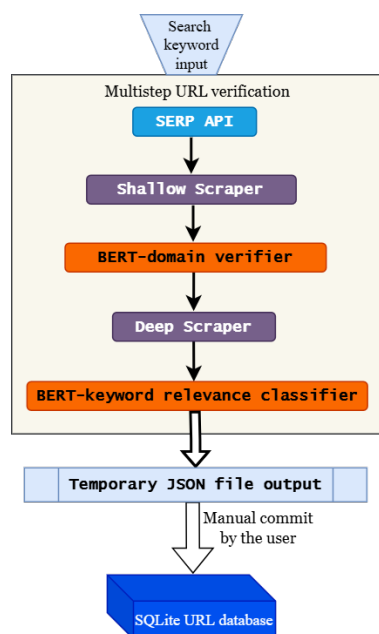 Search
keyword
input
Multistep URL verification
SERP API
Shallow Scraper
BERT-domain verifier
Deep Scraper
BERT-keyword relevance classifier
Temporary JSON file output
Manual commit
by the user
SQLite URL database